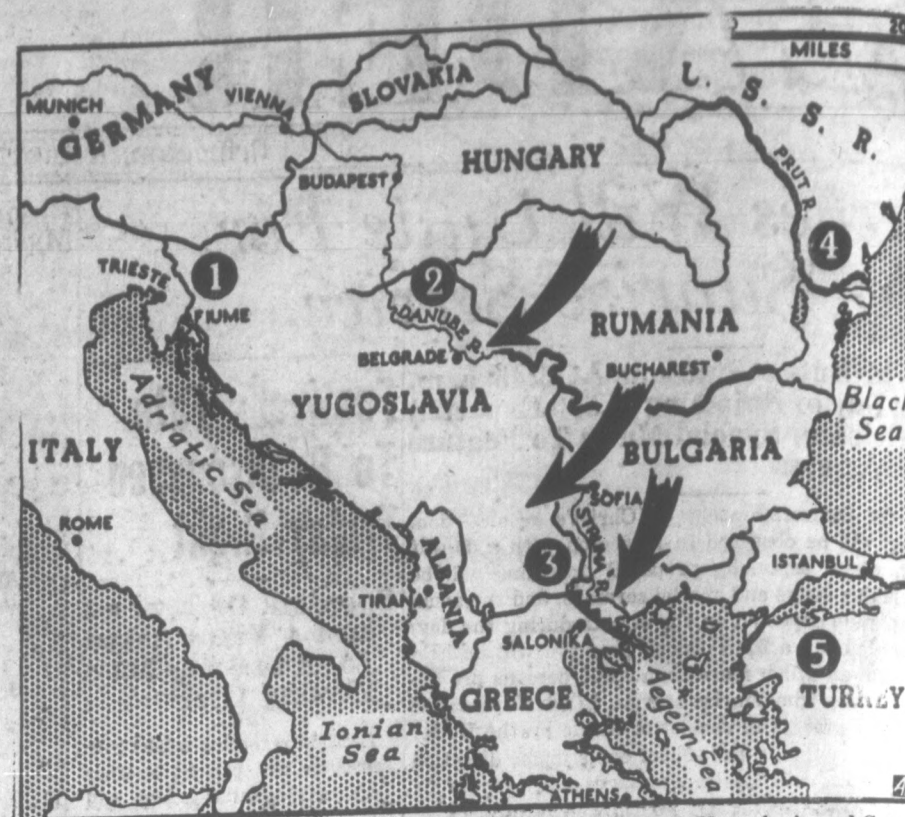 20
MILES
MUNICH
GERMANY
VIENNA
SLOVAKIA
S. S. R.
PRUT R.
HUNGARY
BUDAPEST
4
1
2
TRIESTE
FIUME
DANUBE R.
RUMANIA
BELGRADE
BUCHAREST
YUGOSLAVIA
Black
Sea
Adriatic Sea
ITALY
BULGARIA
SOFIA
STRUMA R.
ROME
3
ALBANIA
ISTANBUL
TIRANA
SALONIKA
5
GREECE
TURKEY
Aegean Sea
Ionian
Sea
ATHENS